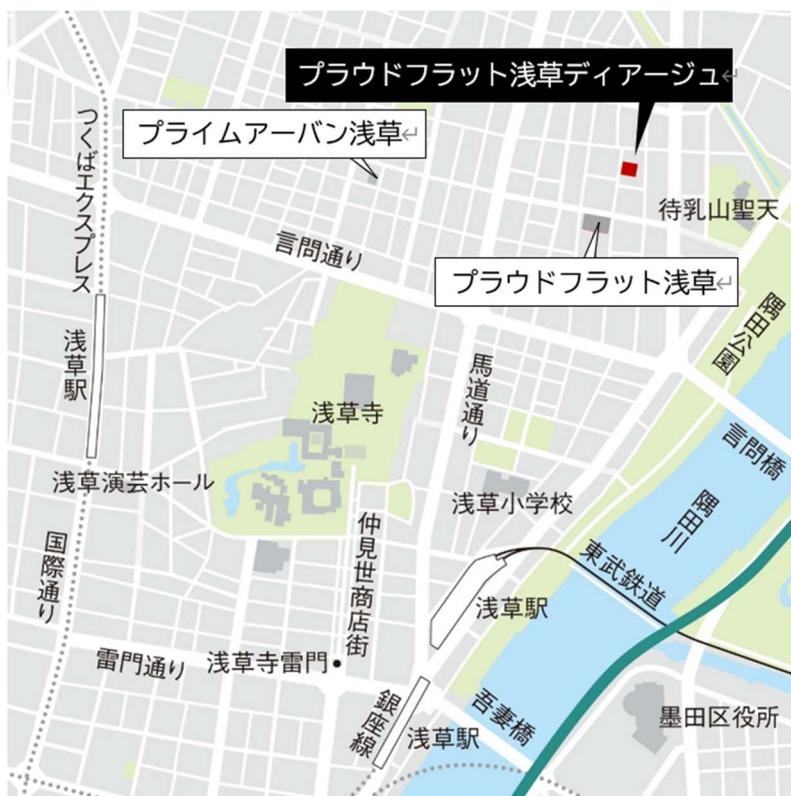 プラウドフラット浅草ディアージュ↵
プライムアーバン浅草↵
つくばエクスプレス
待乳山聖天
言問通り
プラウドフラット浅草↵
隅田公園
浅草駅
馬道通り
浅草寺
言問橋
浅草演芸ホール
浅草小学校
隅田川
仲見世商店街
国際通り
東武鉄道
浅草駅
雷門通り
浅草寺雷門
銀座線
浅草駅
吾妻橋
墨田区役所